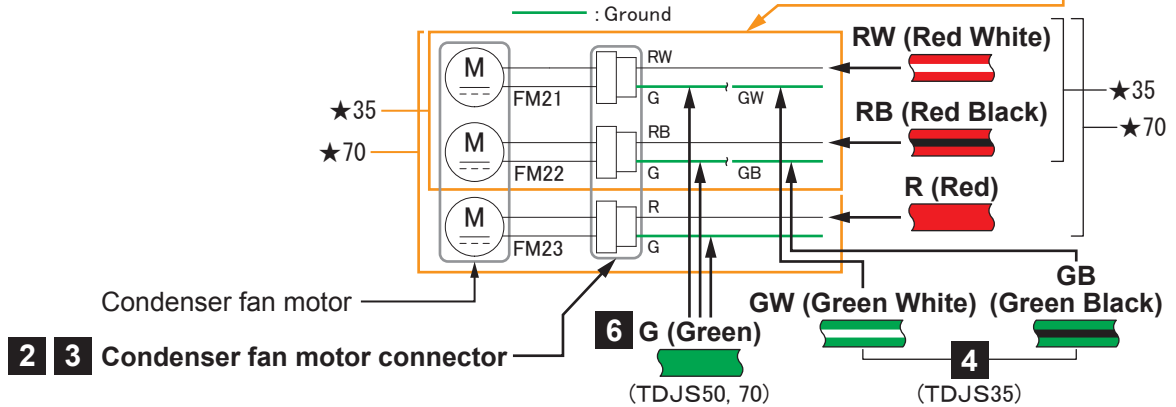 : Ground
RW (Red White)
M
RW
FM21
G
GW
★35
★35
RB (Red Black)
★70
M
RB
★70
FM22
G
GB
R (Red)
M
R
FM23
G
GB
Condenser fan motor
GW (Green White)
(Green Black)
2 3 Condenser fan motor connector
6 G (Green)
4
(TDJS50, 70)
(TDJS35)